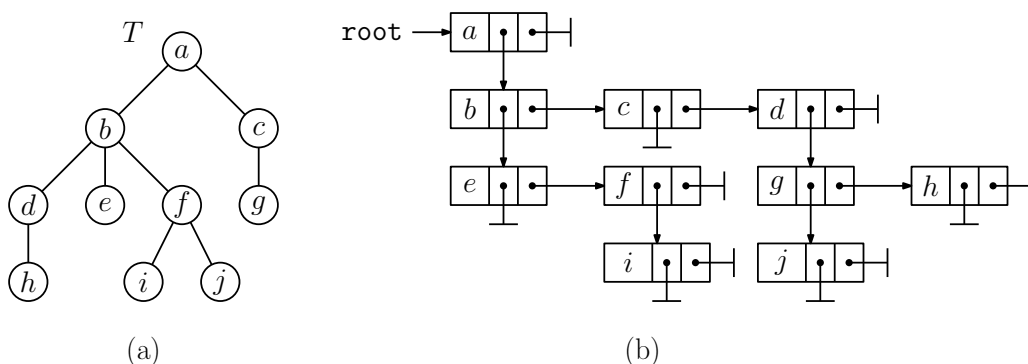 T
a
b c
d e f g
h i j
(a)
root a
b c d
e f g h
i j
(b)